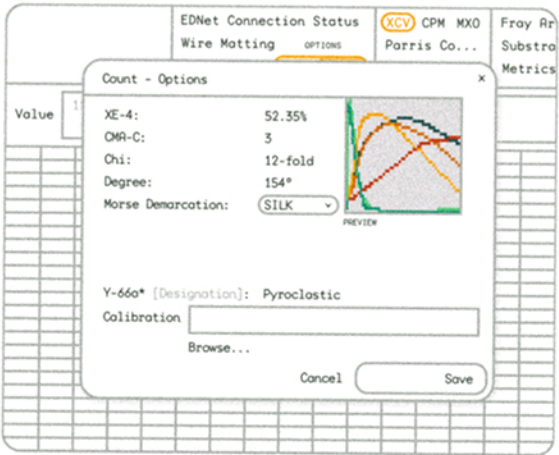 EDNet Connection Status
XCV CPM MXO
Fray Ar
Wire Matting
OPTIONS
Parris Co...
Substra
Metrics
Count - Options
×
Value
XE-4: 52.35%
CMA-C: 3
Chi: 12-fold
Degree: 154°
Morse Demarcation: SILK
PREVIEW
Y-66a* [Designation]: Pyroclastic
Calibration
Browse...
Cancel
Save